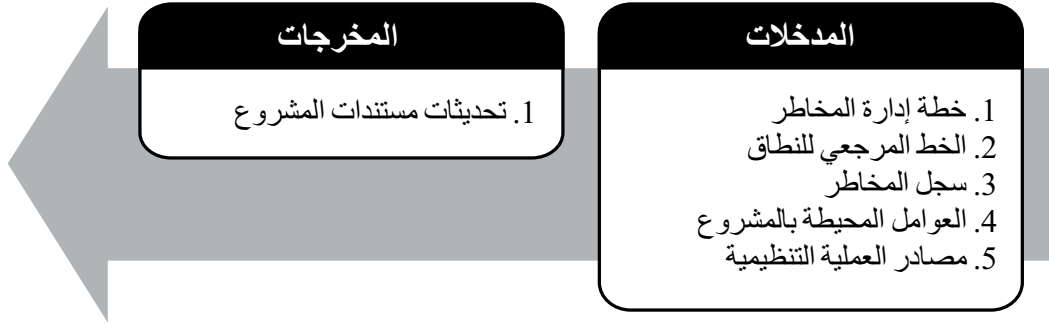 المدخلات
1. خطة إدارة المخاطر
2. الخط المرجعي للنطاق
3. سجل المخاطر
4. العوامل المحيطة بالمشروع
5. مصادر العملية التنظيمية
المخرجات
1. تحديثات مستندات المشروع